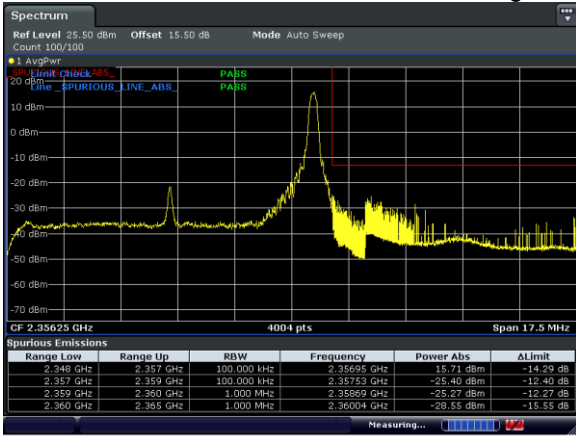 Spectrum
Ref Level 25.50 dBm Offset 15.50 dB Mode Auto Sweep
Count 100/100
1 AvgPwr
Limit Check PASS
20 dBm
Line _SPURIOUS_LINE_ABS_ PASS
10 dBm
0 dBm
-10 dBm
-20 dBm
-30 dBm
-40 dBm
-50 dBm
-60 dBm
-70 dBm
CF 2.35625 GHz 4004 pts Span 17.5 MHz
Spurious Emissions
Range Low Range Up RBW Frequency Power Abs ΔLimit
2.348 GHz 2.357 GHz 100.000 kHz 2.35695 GHz 15.71 dBm -14.29 dB
2.357 GHz 2.359 GHz 100.000 kHz 2.35753 GHz -25.40 dBm -12.40 dB
2.359 GHz 2.360 GHz 1.000 MHz 2.35869 GHz -25.27 dBm -12.27 dB
2.360 GHz 2.365 GHz 1.000 MHz 2.36004 GHz -28.55 dBm -15.55 dB
Measuring...